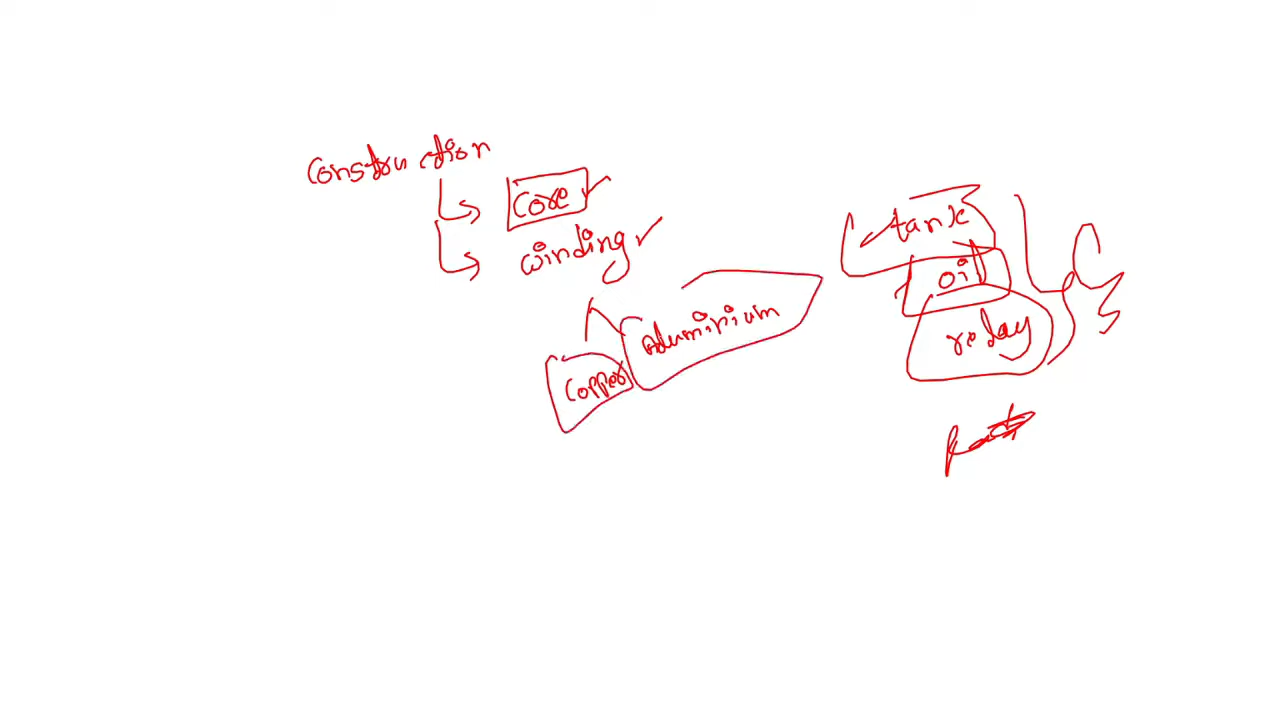 Construction
Core
winding
Aluminium
Copper
tank
oil
relay